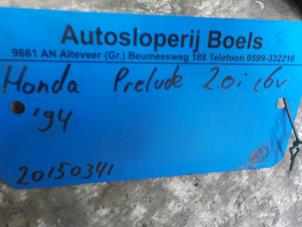 Autosloperij Boels
9661 AN Alteveer (Gr.) Beumeesweg 188 Telefoon 0599-332216
Honda Prelude 2.0i 16v
'94
20150341